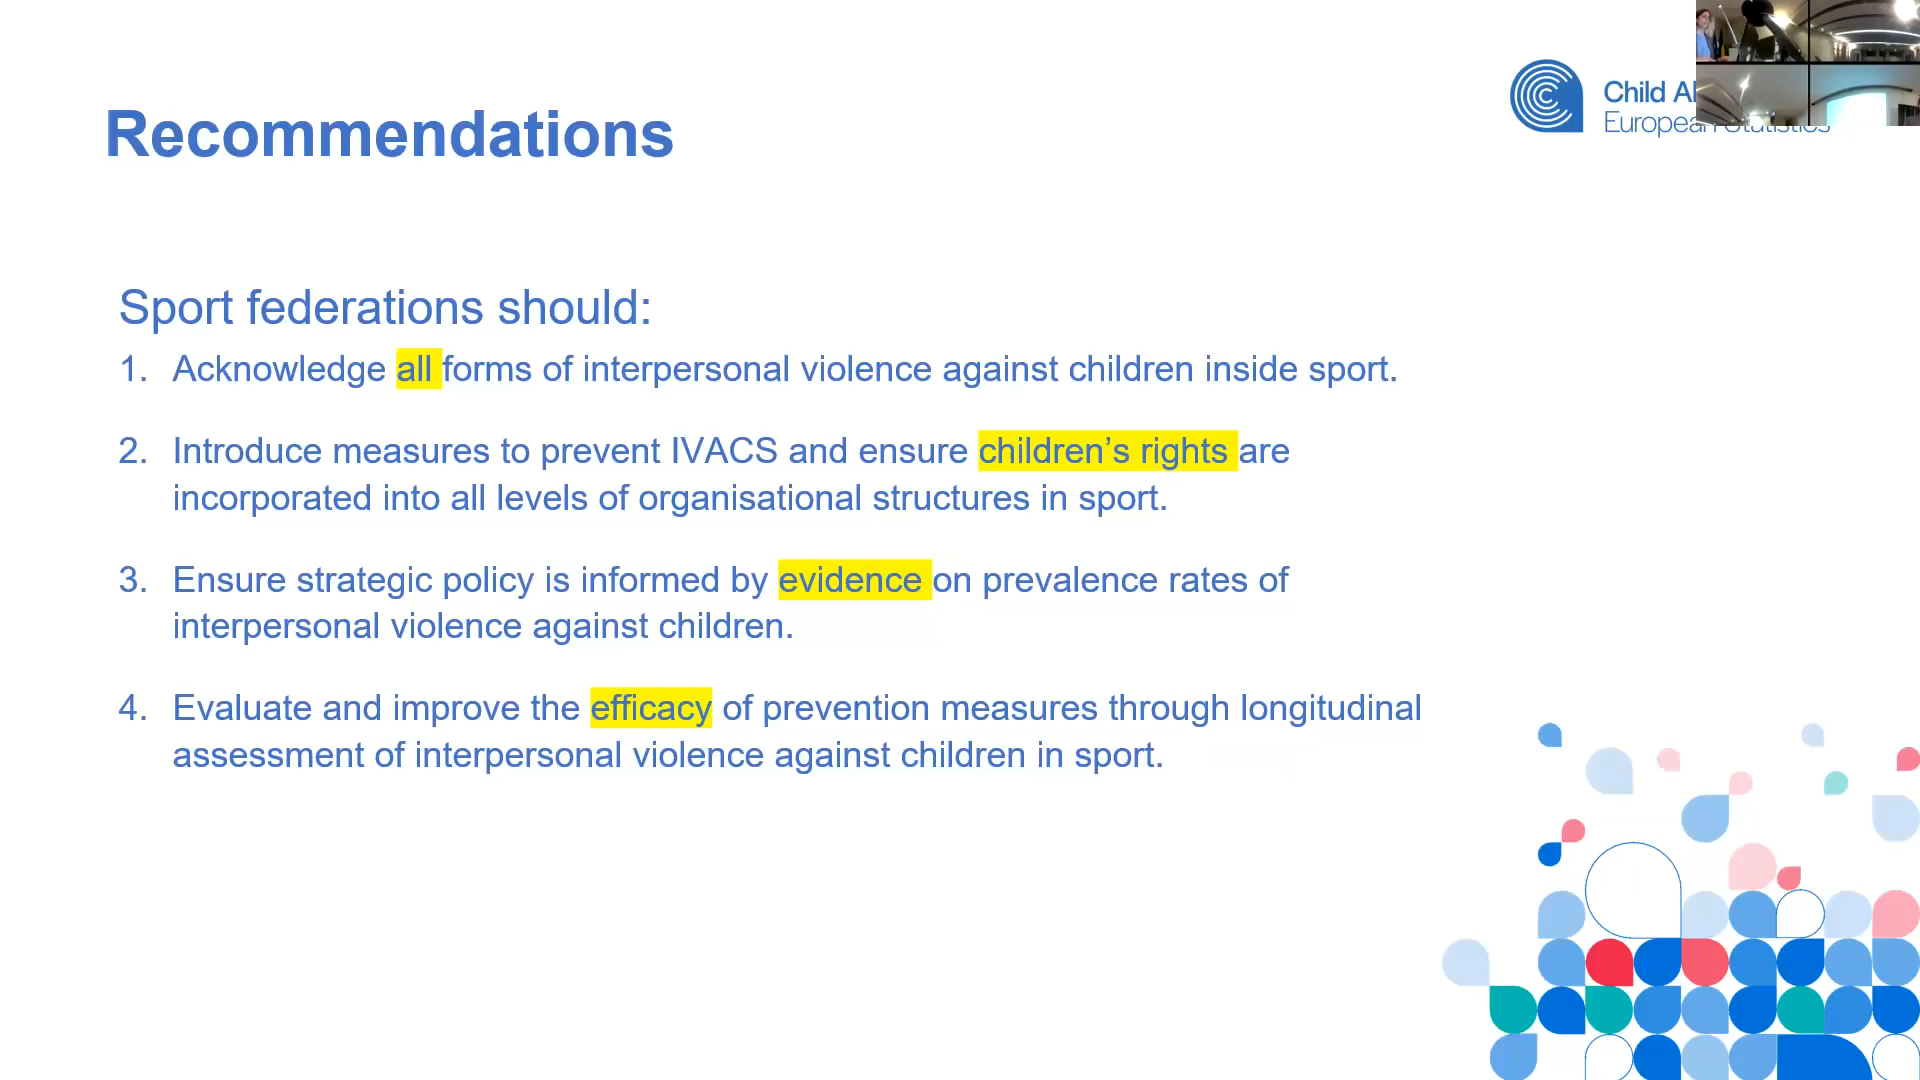 Child
European
Recommendations
Sport federations should:
1. Acknowledge all forms of interpersonal violence against children inside sport.
2. Introduce measures to prevent IVACS and ensure children’s rights are
incorporated into all levels of organisational structures in sport.
3. Ensure strategic policy is informed by evidence on prevalence rates of
interpersonal violence against children.
4. Evaluate and improve the efficacy of prevention measures through longitudinal
assessment of interpersonal violence against children in sport.